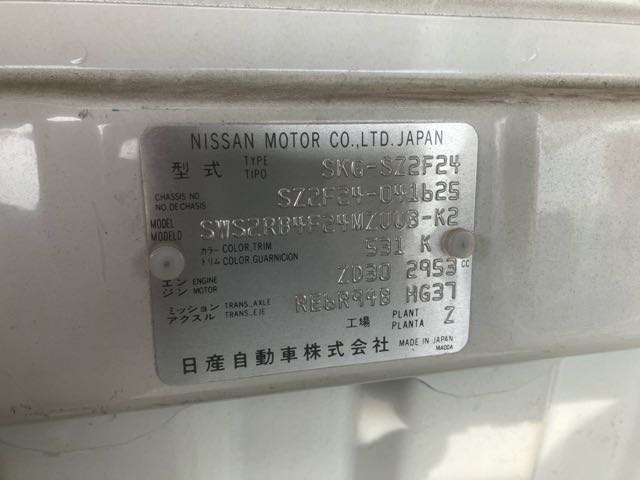 NISSAN MOTOR CO.,LTD. JAPAN
型式 TYPE TIPO SKG-SZ2F24
CHASSIS NO. NO. DE CHASIS SZ2F24-041625
MODEL MODELO SWS2RB4F24MZUU3-K2
カラー トリム COLOR, TRIM COLOR, GUARNICION 531 K
エンジン ENGINE MOTOR ZD30 2953 CC
ミッション アクスル TRANS., AXLE TRANS., EJE RE6R94B HG37
工場 PLANT PLANTA Z
日産自動車株式会社 MADE IN JAPAN
MA00A